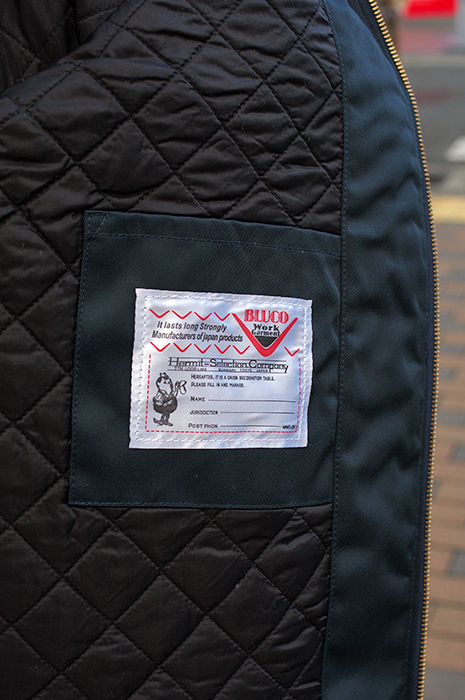 BLUCO
Work
Garment
It lasts long Strongly
Manufacturers of japan products
Hermit-Selection Company
HEREAFTER, IT IS A UNION RECOGNITION TABLE.
PLEASE FILL IN AND MANAGE.
NAME
JURISDICTION
POST PHON.